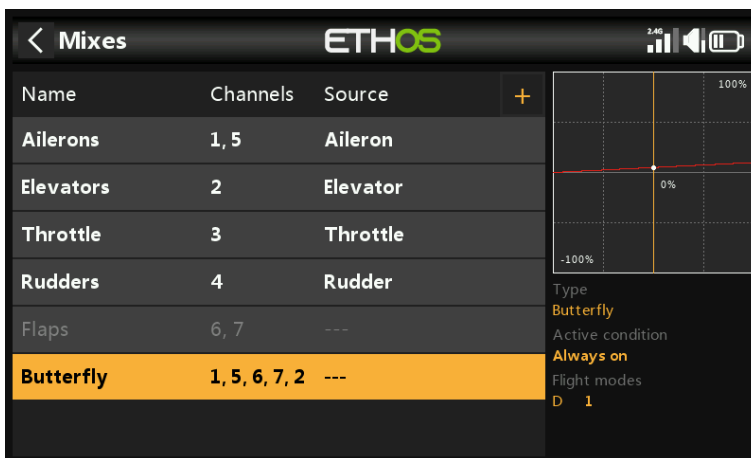 Mixes ETHOS 2.4G
Name Channels Source +
Ailerons 1, 5 Aileron
Elevators 2 Elevator
Throttle 3 Throttle
Rudders 4 Rudder
Flaps 6, 7 ---
Butterfly 1, 5, 6, 7, 2 ---
100%
0%
-100%
Type
Butterfly
Active condition
Always on
Flight modes
D 1